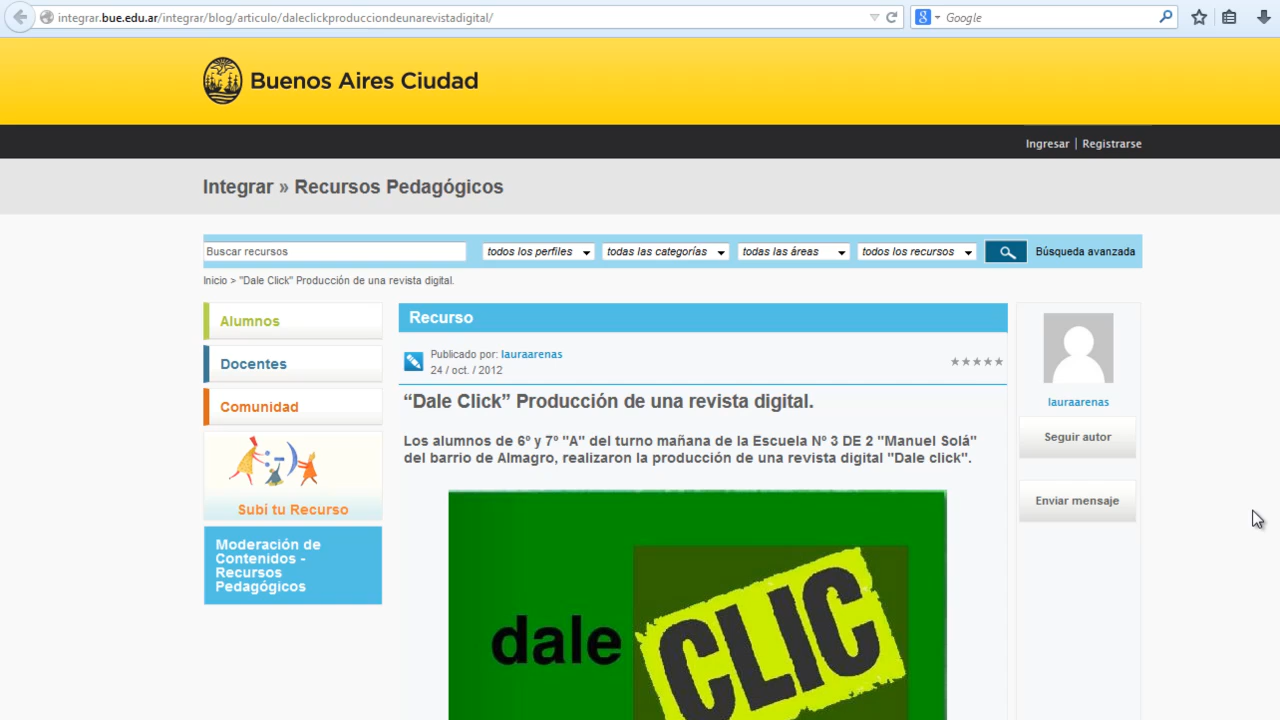 integrar.bue.edu.ar/integrar/blog/articulo/daleclickproducciondeunarevistadigital/
Google
Buenos Aires Ciudad
Ingresar | Registrarse
Integrar » Recursos Pedagógicos
Buscar recursos
todos los perfiles
todas las categorías
todas las áreas
todos los recursos
Búsqueda avanzada
Inicio > "Dale Click" Producción de una revista digital.
Alumnos
Docentes
Comunidad
Subí tu Recurso
Moderación de
Contenidos -
Recursos
Pedagógicos
Recurso
Publicado por: lauraarenas
24 / oct. / 2012
“Dale Click” Producción de una revista digital.
Los alumnos de 6º y 7º "A" del turno mañana de la Escuela Nº 3 DE 2 "Manuel Solá"
del barrio de Almagro, realizaron la producción de una revista digital "Dale click".
dale CLIC
lauraarenas
Seguir autor
Enviar mensaje